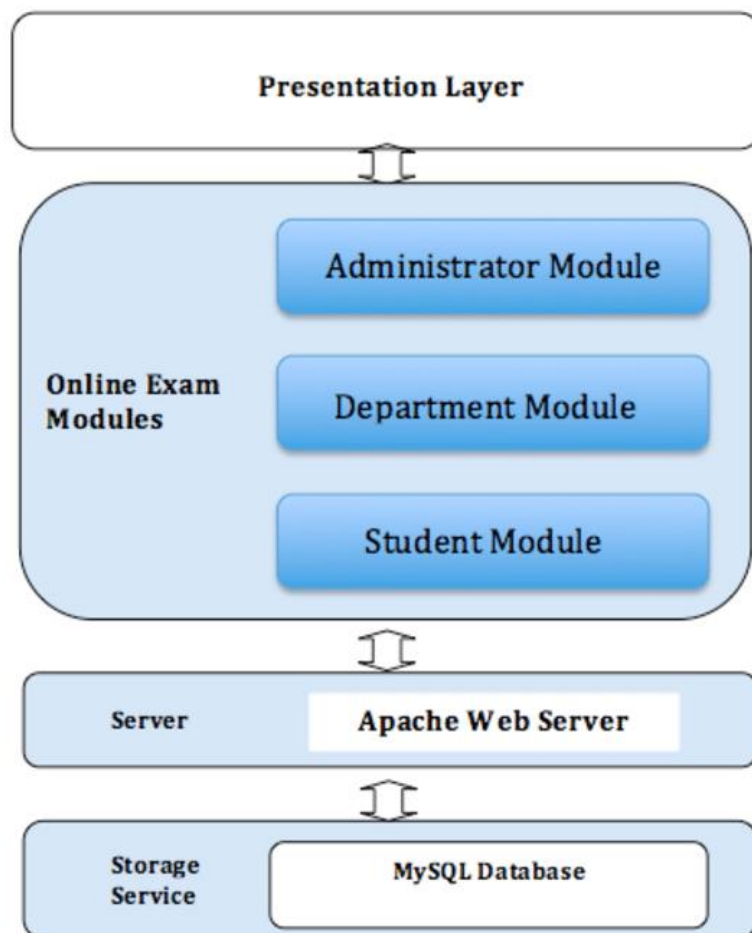 Presentation Layer
Administrator Module
Online Exam
Modules
Department Module
Student Module
Server
Apache Web Server
Storage
Service
MySQL Database